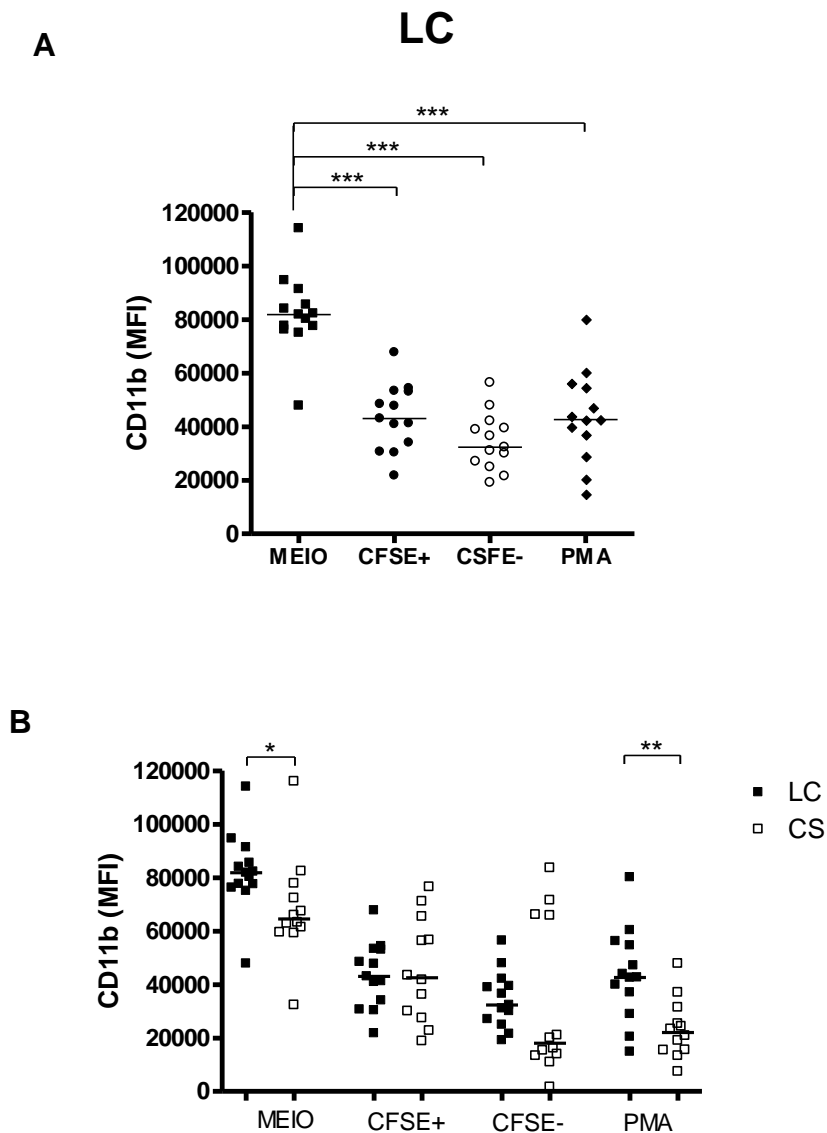 LC
A
***
***
***
120000
100000
80000
60000
40000
20000
0
CD11b (MFI)
MEIO CFSE+ CSFE- PMA
B
* **
120000
100000
80000
60000
40000
20000
0
CD11b (MFI)
MEIO CFSE+ CFSE- PMA
LC
CS